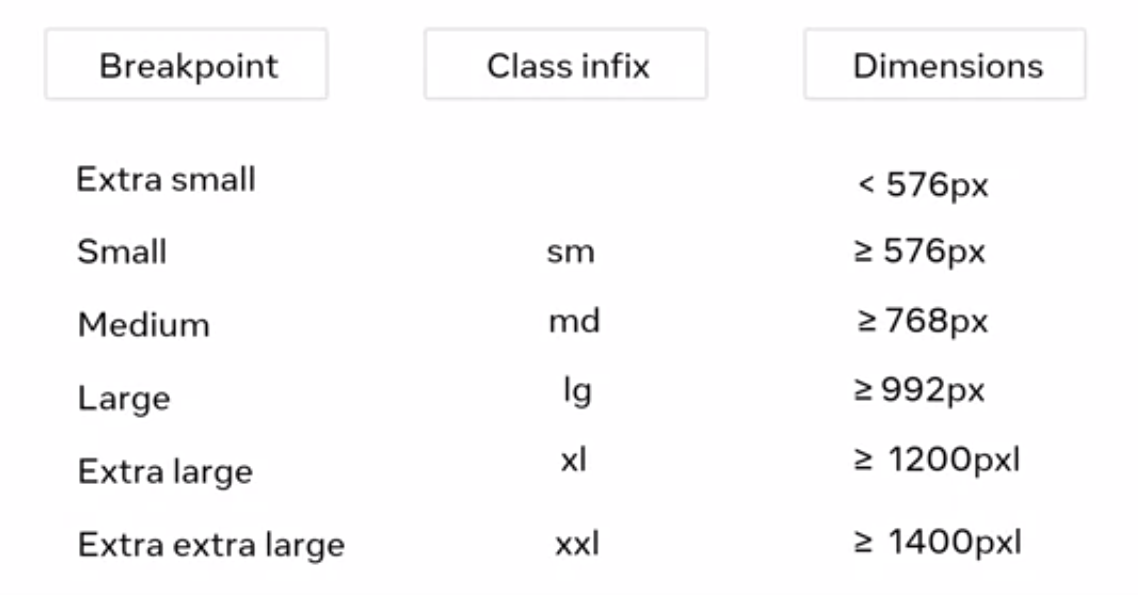 Breakpoint Class infix Dimensions
Extra small < 576px
Small sm ≥ 576px
Medium md ≥ 768px
Large lg ≥ 992px
Extra large xl ≥ 1200pxl
Extra extra large xxl ≥ 1400pxl